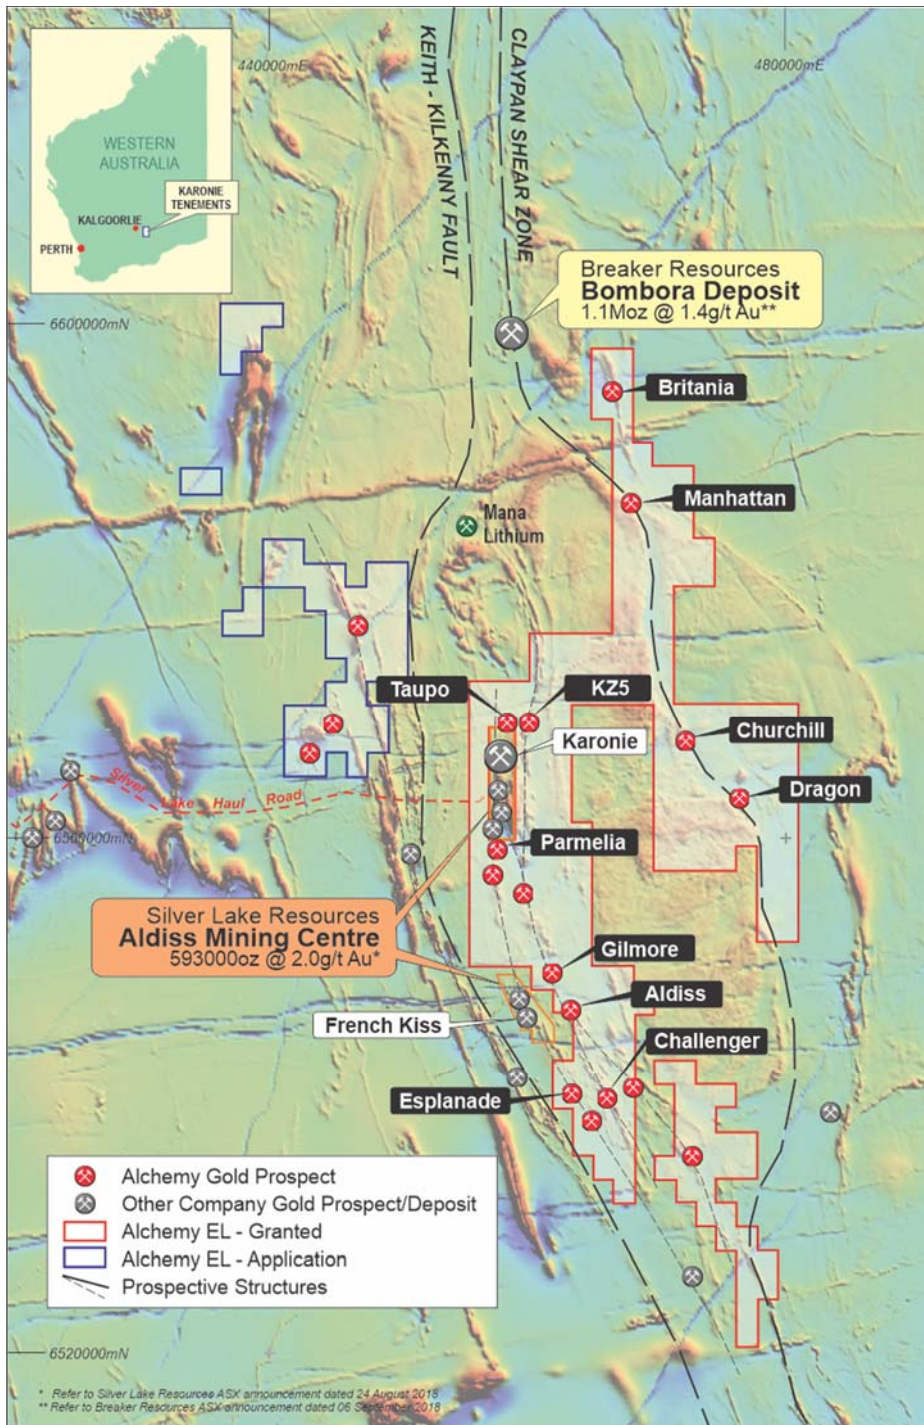 440000mE
480000mE
KEITH - KILKENNY FAULT
CLAYPAN SHEAR ZONE
WESTERN
AUSTRALIA
KARONIE
TENEMENTS
KALGOORLIE
PERTH
Breaker Resources
Bombora Deposit
1.1Moz @ 1.4g/t Au**
6600000mN
Britania
Manhattan
Mana
Lithium
Taupo
KZ5
Karonie
Churchill
Dragon
Silver Lake Haul Road
6560000mN
Parmelia
Silver Lake Resources
Aldiss Mining Centre
593000oz @ 2.0g/t Au*
Gilmore
Aldiss
French Kiss
Challenger
Esplanade
Alchemy Gold Prospect
Other Company Gold Prospect/Deposit
Alchemy EL - Granted
Alchemy EL - Application
Prospective Structures
6520000mN
* Refer to Silver Lake Resources ASX announcement dated 24 August 2018
** Refer to Breaker Resources ASX announcement dated 06 September 2018